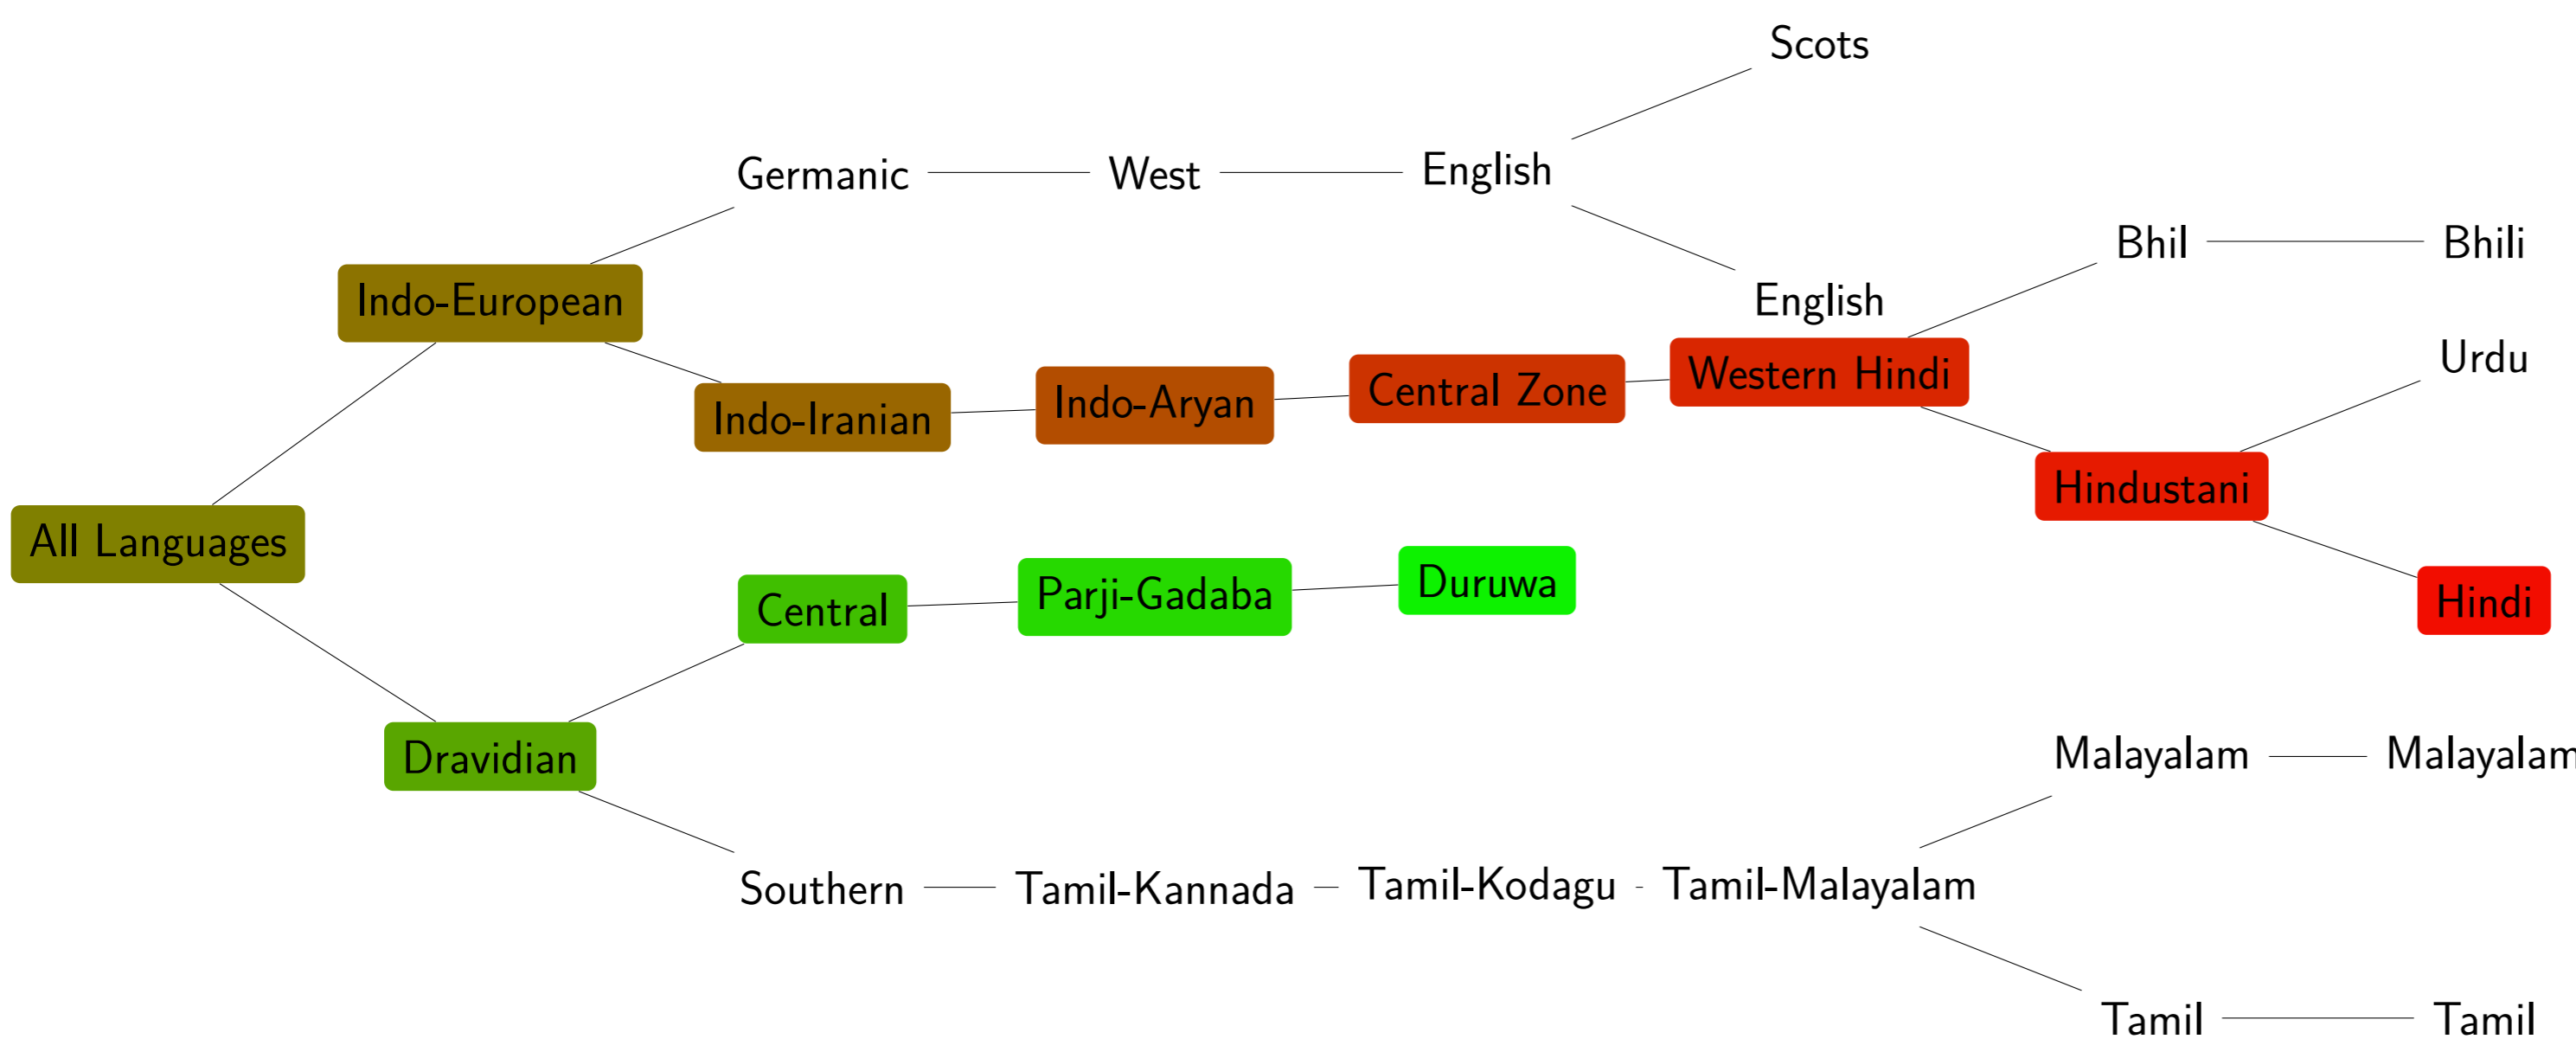 Scots
Germanic
West
English
Bhil
Bhili
Indo-European
English
Urdu
Western Hindi
Central Zone
Indo-Aryan
Indo-Iranian
Hindustani
All Languages
Duruwa
Parji-Gadaba
Central
Hindi
Dravidian
Malayalam
Malayalam
Southern
Tamil-Kannada
Tamil-Kodagu
Tamil-Malayalam
Tamil
Tamil